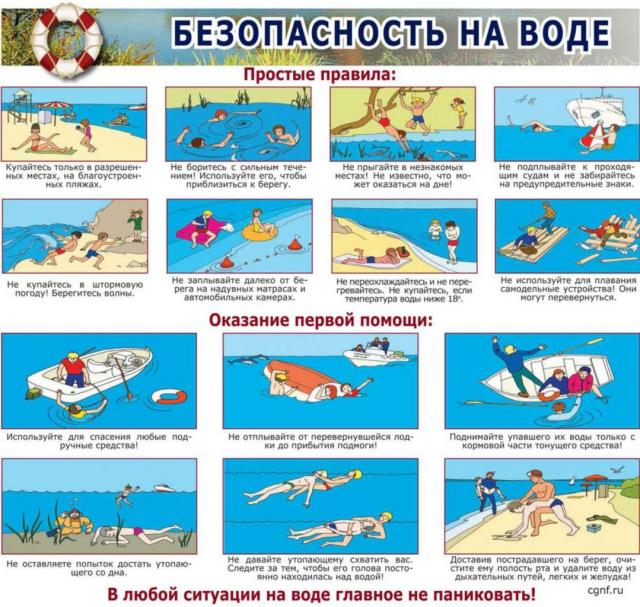 БЕЗОПАСНОСТЬ НА ВОДЕ
Простые правила:
Купайтесь только в разрешен-
ных местах, на благоустроен-
ных пляжах.
Не боритесь с сильным тече-
нием! Используйте его, чтобы
приблизиться к берегу.
Не прыгайте в незнакомых
местах! Не известно, что мо-
жет оказаться на дне!
Не подплывайте к проходя-
щим судам и не забирайтесь
на предупредительные знаки.
Не купайтесь в штормовую
погоду! Берегитесь волны.
Не заплывайте далеко от бе-
рега на надувных матрасах и
автомобильных камерах.
Не переохлаждайтесь и не пере-
гревайтесь. Не купайтесь, если
температура воды ниже 18°.
Не используйте для плавания
самодельные устройства! Они
могут перевернуться.
Оказание первой помощи:
Используйте для спасения любые под-
ручные средства!
Не отплывайте от перевернувшейся лод-
ки до прибытия подмоги!
Поднимайте упавшего их воды только с
кормовой части тонущего средства!
Не оставляете попыток достать утопаю-
щего со дна.
Не давайте утопающему схватить вас.
Следите за тем, чтобы его голова посто-
янно находилась над водой!
Доставив пострадавшего на берег, очи-
стите ему полость рта и удалите воду из
дыхательных путей, легких и желудка!
cgnf.ru
В любой ситуации на воде главное не паниковать!